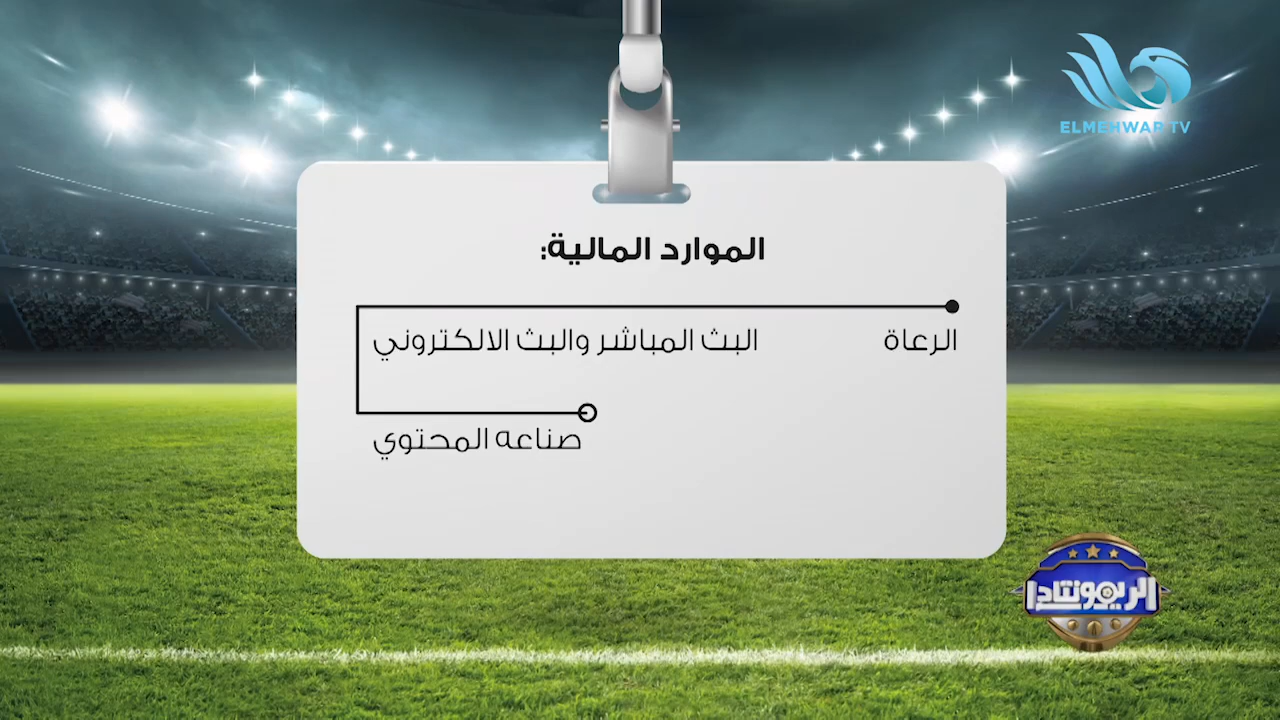 ELMEHWAR TV
الموارد المالية:
الرعاة
البث المباشر والبث الالكتروني
صناعه المحتوي
الريمونتادا